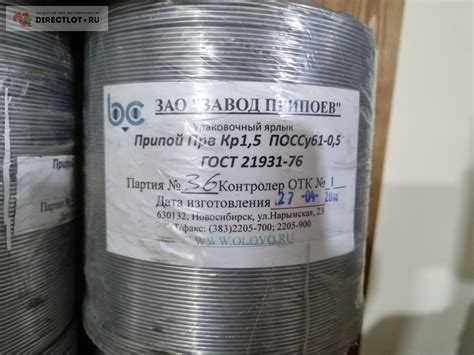 DIRECTLOT.RU
bc
ЗАО "ЗАВОД ПРИПОЕВ"
Упаковочный ярлык
Припой Прв Кр1,5 ПОССу61-0,5
ГОСТ 21931-76
Партия № 36 Контролер ОТК № 1
Дата изготовления 27-04-
630132, Новосибирск, ул.Нарымская, 23
Т/факс: (383)2205-700; 2205-900
WWW.OLOVO.RU